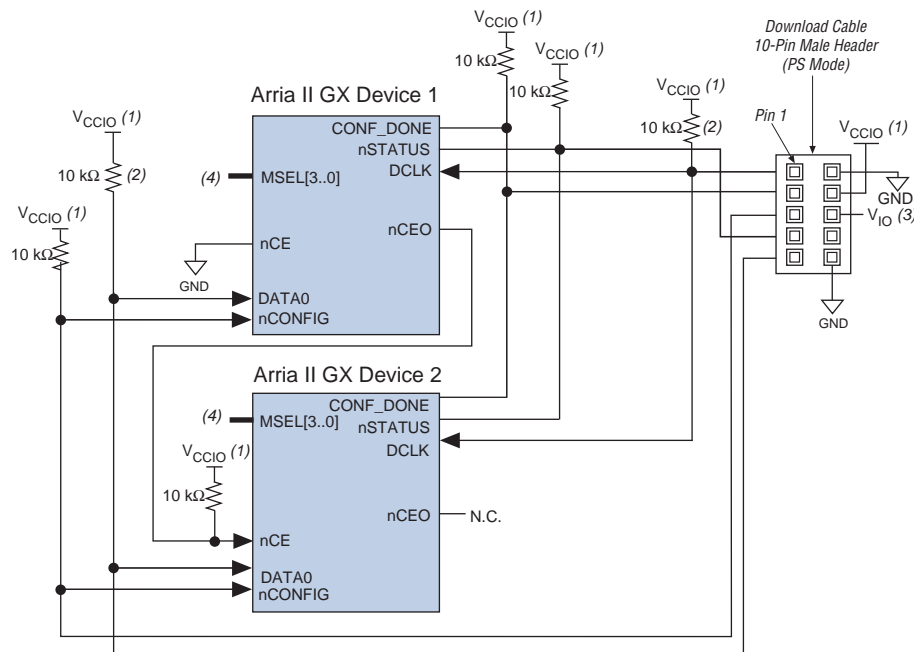 VCCIO (1)
10 kΩ
VCCIO (1)
10 kΩ
Download Cable
10-Pin Male Header
(PS Mode)
Arria II GX Device 1
VCCIO (1)
10 kΩ (2)
Pin 1
VCCIO (1)
VCCIO (1)
10 kΩ (2)
VCCIO (1)
10 kΩ
CONF_DONE
nSTATUS
(4)
MSEL[3..0]
DCLK
nCEO
nCE
GND
DATA0
nCONFIG
GND
VIO (3)
GND
Arria II GX Device 2
CONF_DONE
nSTATUS
(4)
MSEL[3..0]
DCLK
VCCIO (1)
10 kΩ
nCEO
N.C.
nCE
DATA0
nCONFIG